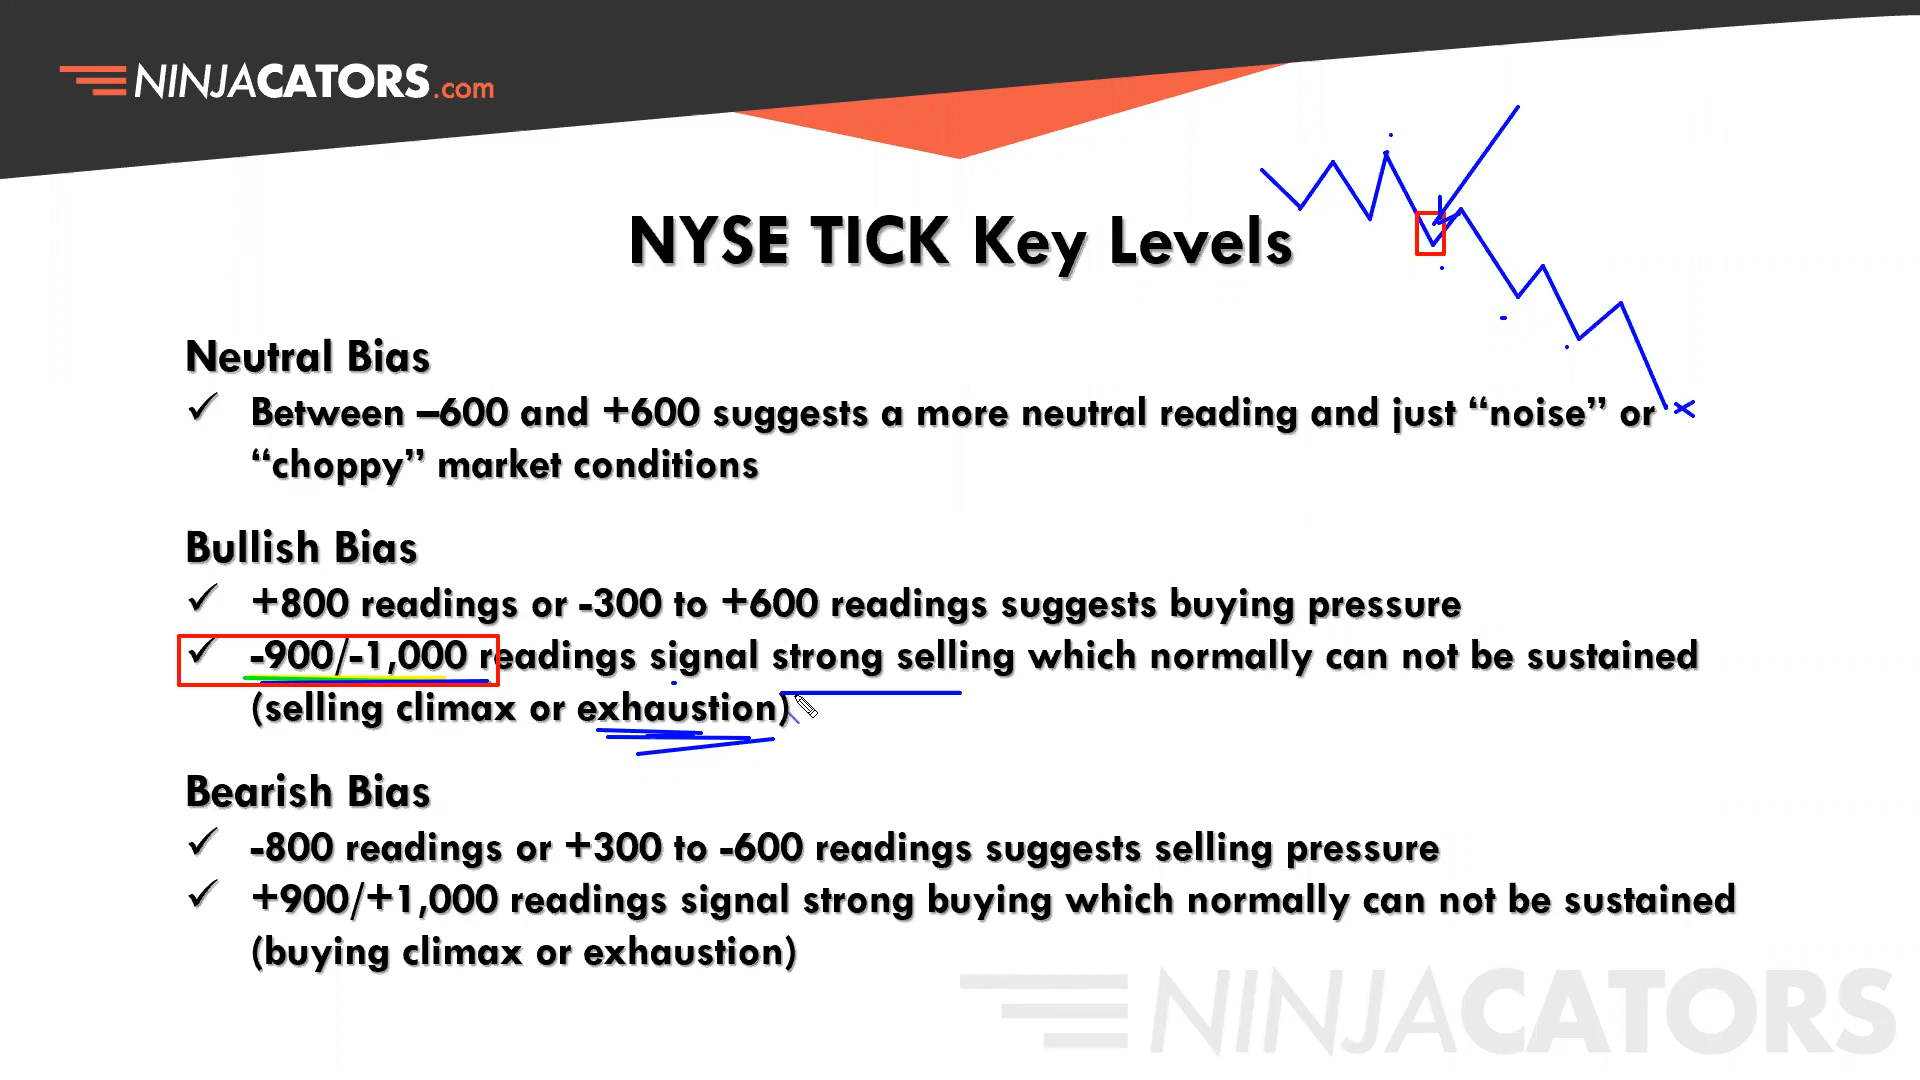 NINJACATORS.com
NYSE TICK Key Levels
Neutral Bias
✓ Between –600 and +600 suggests a more neutral reading and just “noise” or
“choppy” market conditions
Bullish Bias
✓ +800 readings or -300 to +600 readings suggests buying pressure
✓ -900/-1,000 readings signal strong selling which normally can not be sustained
(selling climax or exhaustion)
Bearish Bias
✓ -800 readings or +300 to -600 readings suggests selling pressure
✓ +900/+1,000 readings signal strong buying which normally can not be sustained
(buying climax or exhaustion)
NINJACATORS